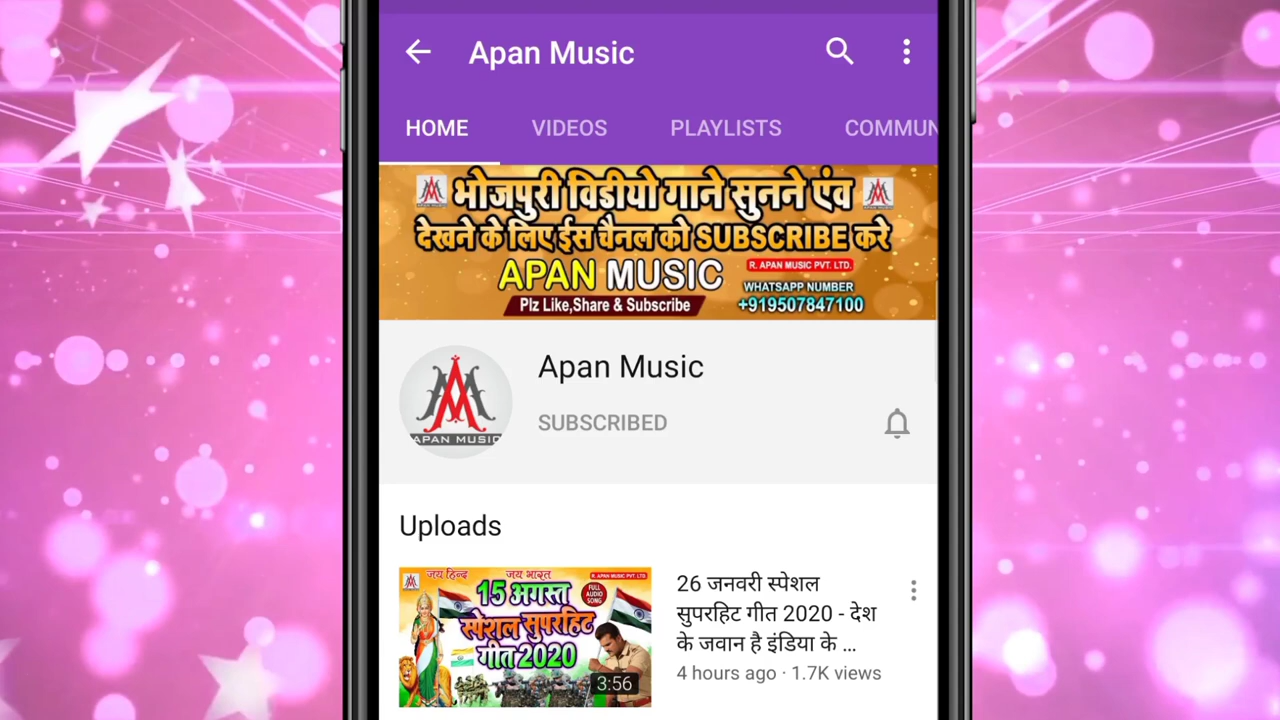 Apan Music
HOME VIDEOS PLAYLISTS COMMUN
भोजपुरी विडीयो गाने सुनने एंव
देखने के लिए ईस चैनल को SUBSCRIBE करे
APAN MUSIC
R. APAN MUSIC PVT. LTD.
WHATSAPP NUMBER
+919507847100
Plz Like,Share & Subscribe
Apan Music
SUBSCRIBED
APAN MUSIC
Uploads
जय हिन्द जय भारत
R. APAN MUSIC PVT. LTD
15 अगस्त
FULL
AUDIO
SONG
स्पेशल सुपरहिट
गीत 2020
3:56
26 जनवरी स्पेशल
सुपरहिट गीत 2020 - देश
के जवान है इंडिया के ...
4 hours ago · 1.7K views